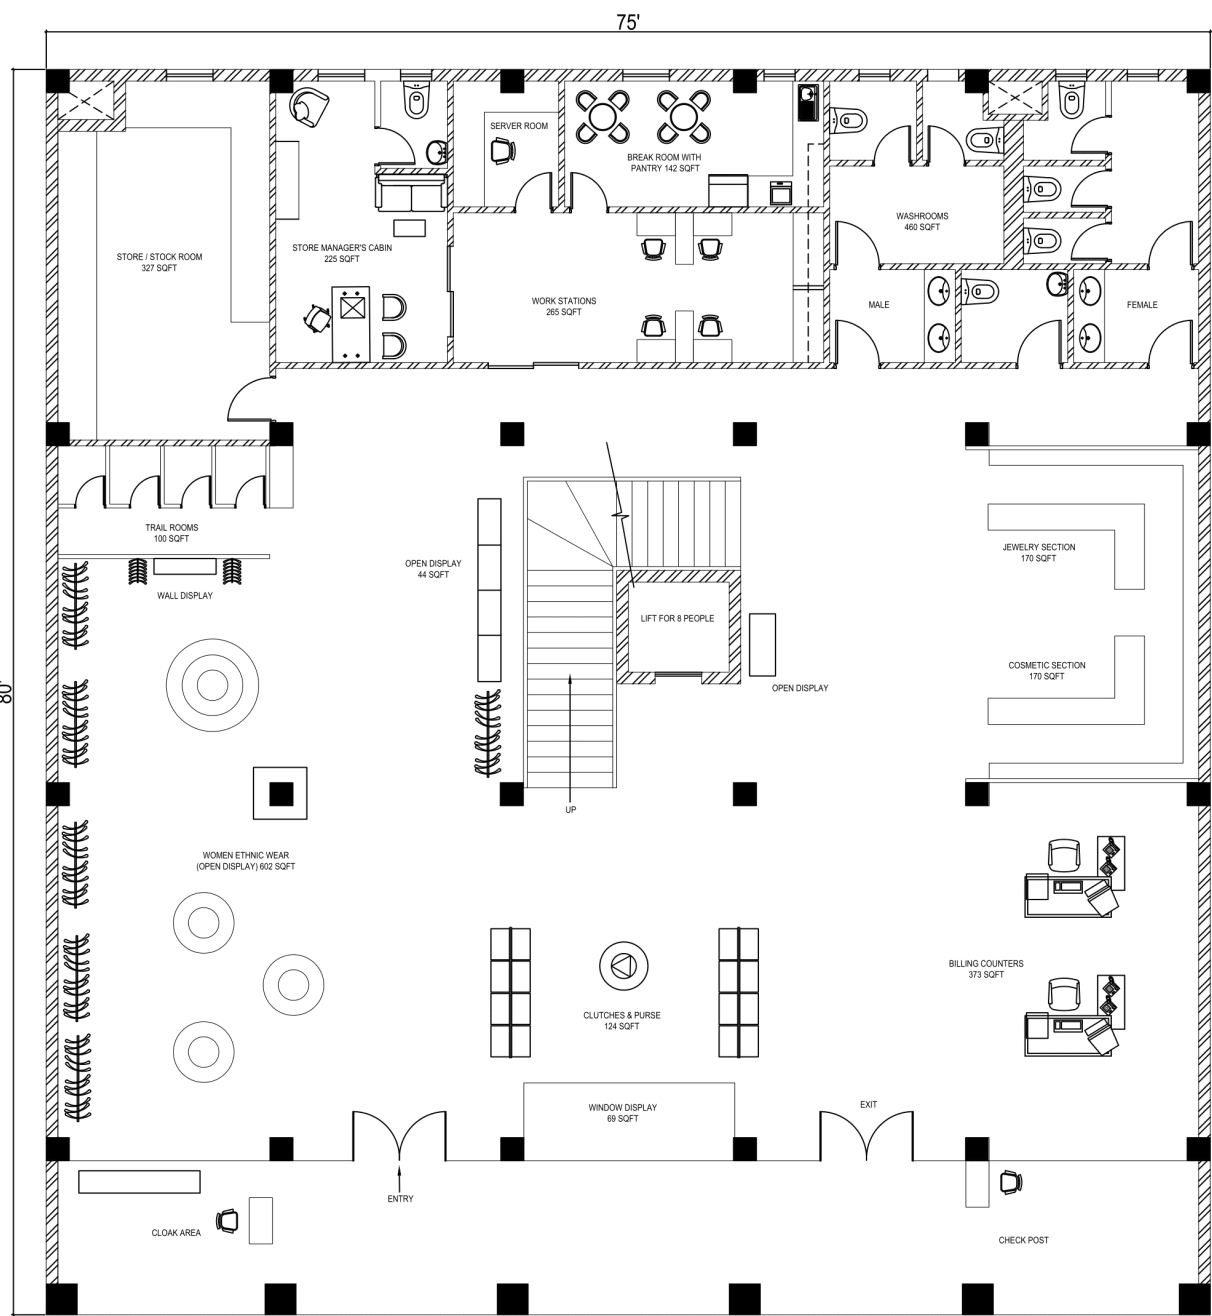 75'
80'
SERVER ROOM
BREAK ROOM WITH
PANTRY 142 SQFT
STORE / STOCK ROOM
327 SQFT
STORE MANAGER'S CABIN
225 SQFT
WASHROOMS
460 SQFT
WORK STATIONS
265 SQFT
MALE
FEMALE
TRAIL ROOMS
100 SQFT
WALL DISPLAY
OPEN DISPLAY
44 SQFT
LIFT FOR 8 PEOPLE
OPEN DISPLAY
JEWELRY SECTION
170 SQFT
COSMETIC SECTION
170 SQFT
UP
WOMEN ETHNIC WEAR
(OPEN DISPLAY) 602 SQFT
BILLING COUNTERS
373 SQFT
CLUTCHES & PURSE
124 SQFT
WINDOW DISPLAY
69 SQFT
EXIT
ENTRY
CLOAK AREA
CHECK POST